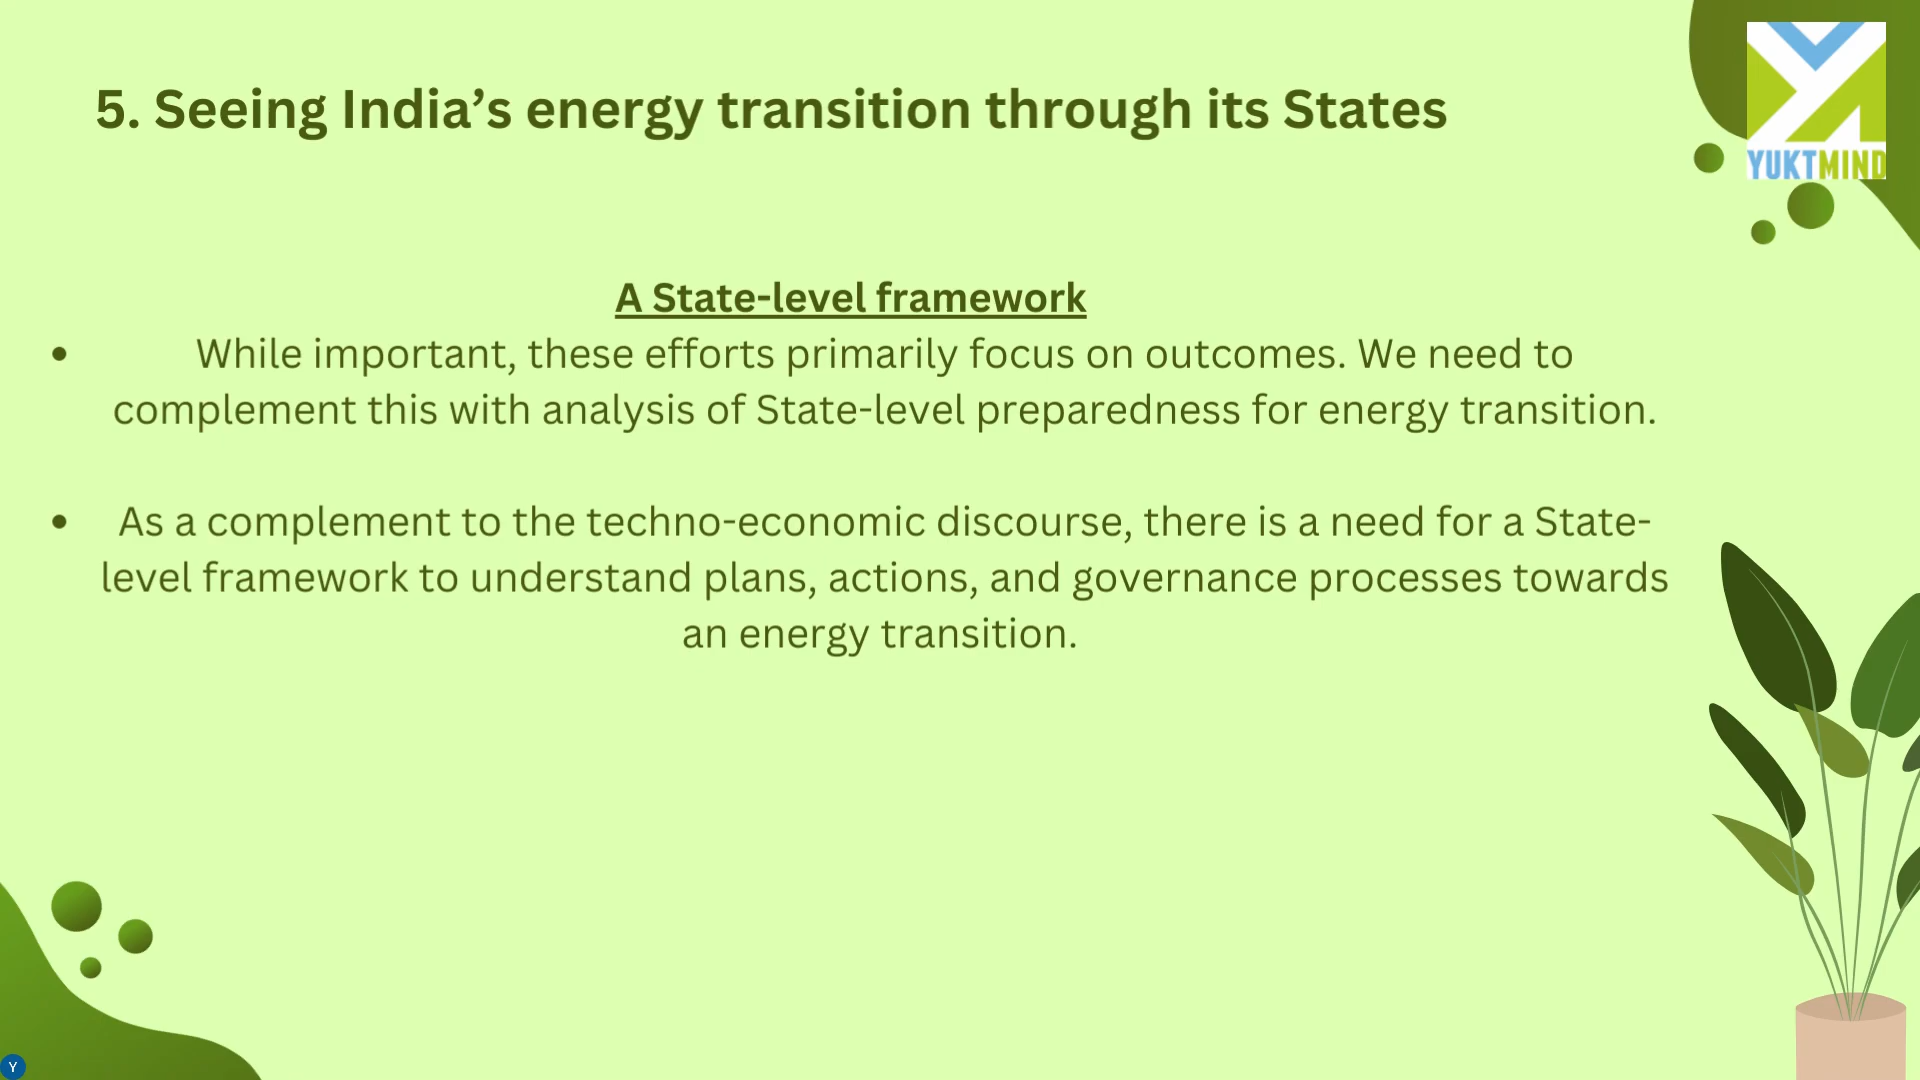 5. Seeing India’s energy transition through its States
YUKTMIND
A State-level framework
• While important, these efforts primarily focus on outcomes. We need to
complement this with analysis of State-level preparedness for energy transition.
• As a complement to the techno-economic discourse, there is a need for a State-
level framework to understand plans, actions, and governance processes towards
an energy transition.
Y